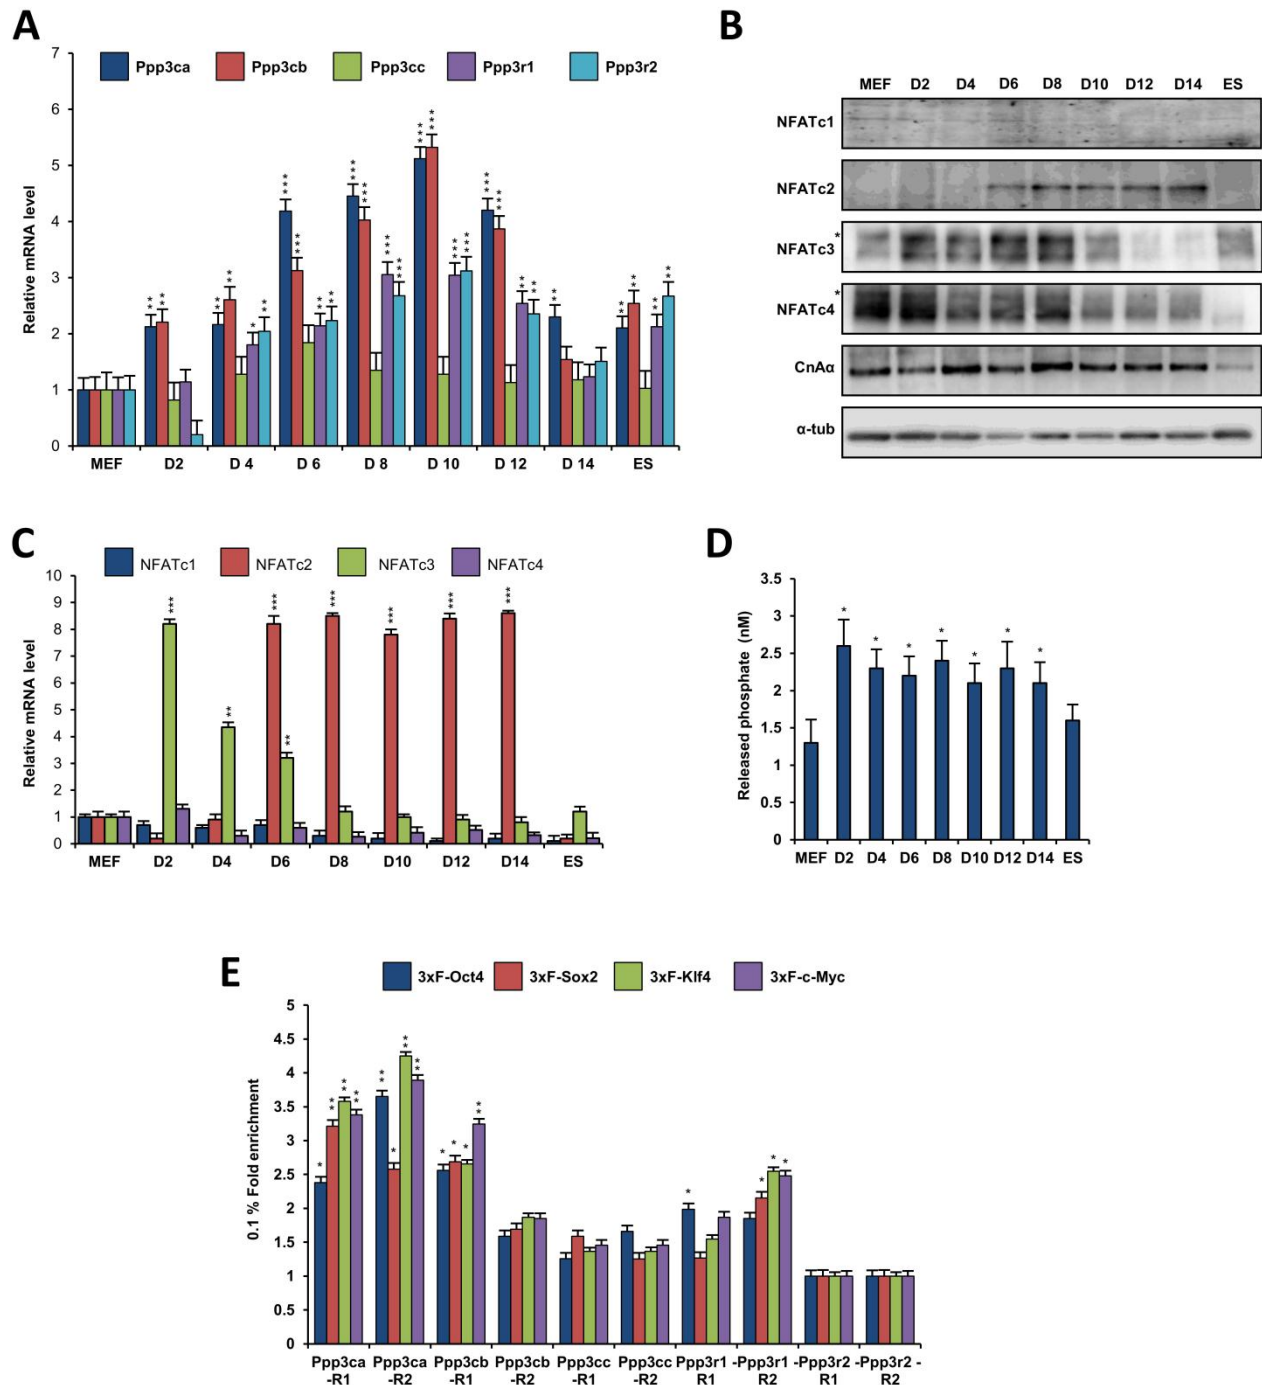 A
Ppp3ca Ppp3cb Ppp3cc Ppp3r1 Ppp3r2
Relative mRNA level
7
6
5
4
3
2
1
0
MEF D2 D 4 D 6 D 8 D 10 D 12 D 14 ES
B
MEF D2 D4 D6 D8 D10 D12 D14 ES
NFATc1
NFATc2
NFATc3 *
NFATc4 *
CnAα
α-tub
C
NFATc1 NFATc2 NFATc3 NFATc4
Relative mRNA level
10
9
8
7
6
5
4
3
2
1
0
MEF D2 D4 D6 D8 D10 D12 D14 ES
D
Released phosphate (nM)
3.5
3
2.5
2
1.5
1
0.5
0
MEF D2 D4 D6 D8 D10 D12 D14 ES
E
3xF-Oct4 3xF-Sox2 3xF-Klf4 3xF-c-Myc
0.1 % Fold enrichment
5
4.5
4
3.5
3
2.5
2
1.5
1
0.5
0
Ppp3ca Ppp3ca Ppp3cb Ppp3cb Ppp3cc Ppp3cc Ppp3r1 -Ppp3r1 -Ppp3r2 -Ppp3r2 -
-R1 -R2 -R1 -R2 -R1 -R2 R1 R2 R1 R2